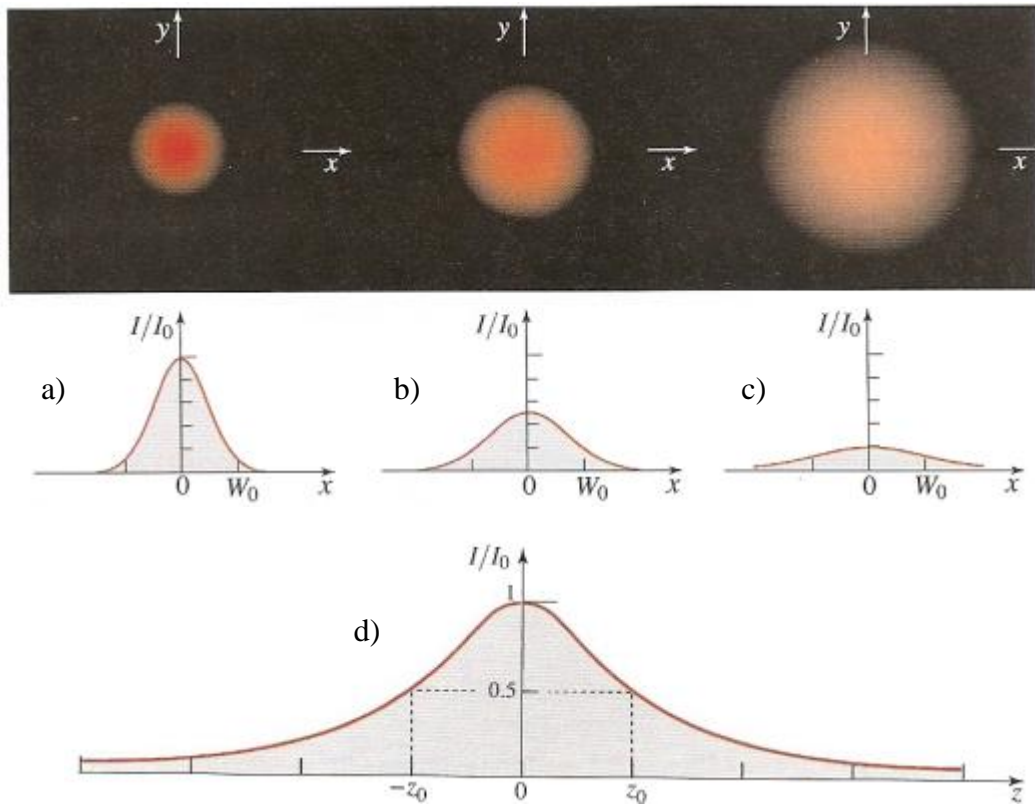 y y y
x x x
I/I₀ I/I₀ I/I₀
a) b) c)
0 W₀ x 0 W₀ x 0 W₀ x
I/I₀
1
d)
0.5
−z₀ 0 z₀ z